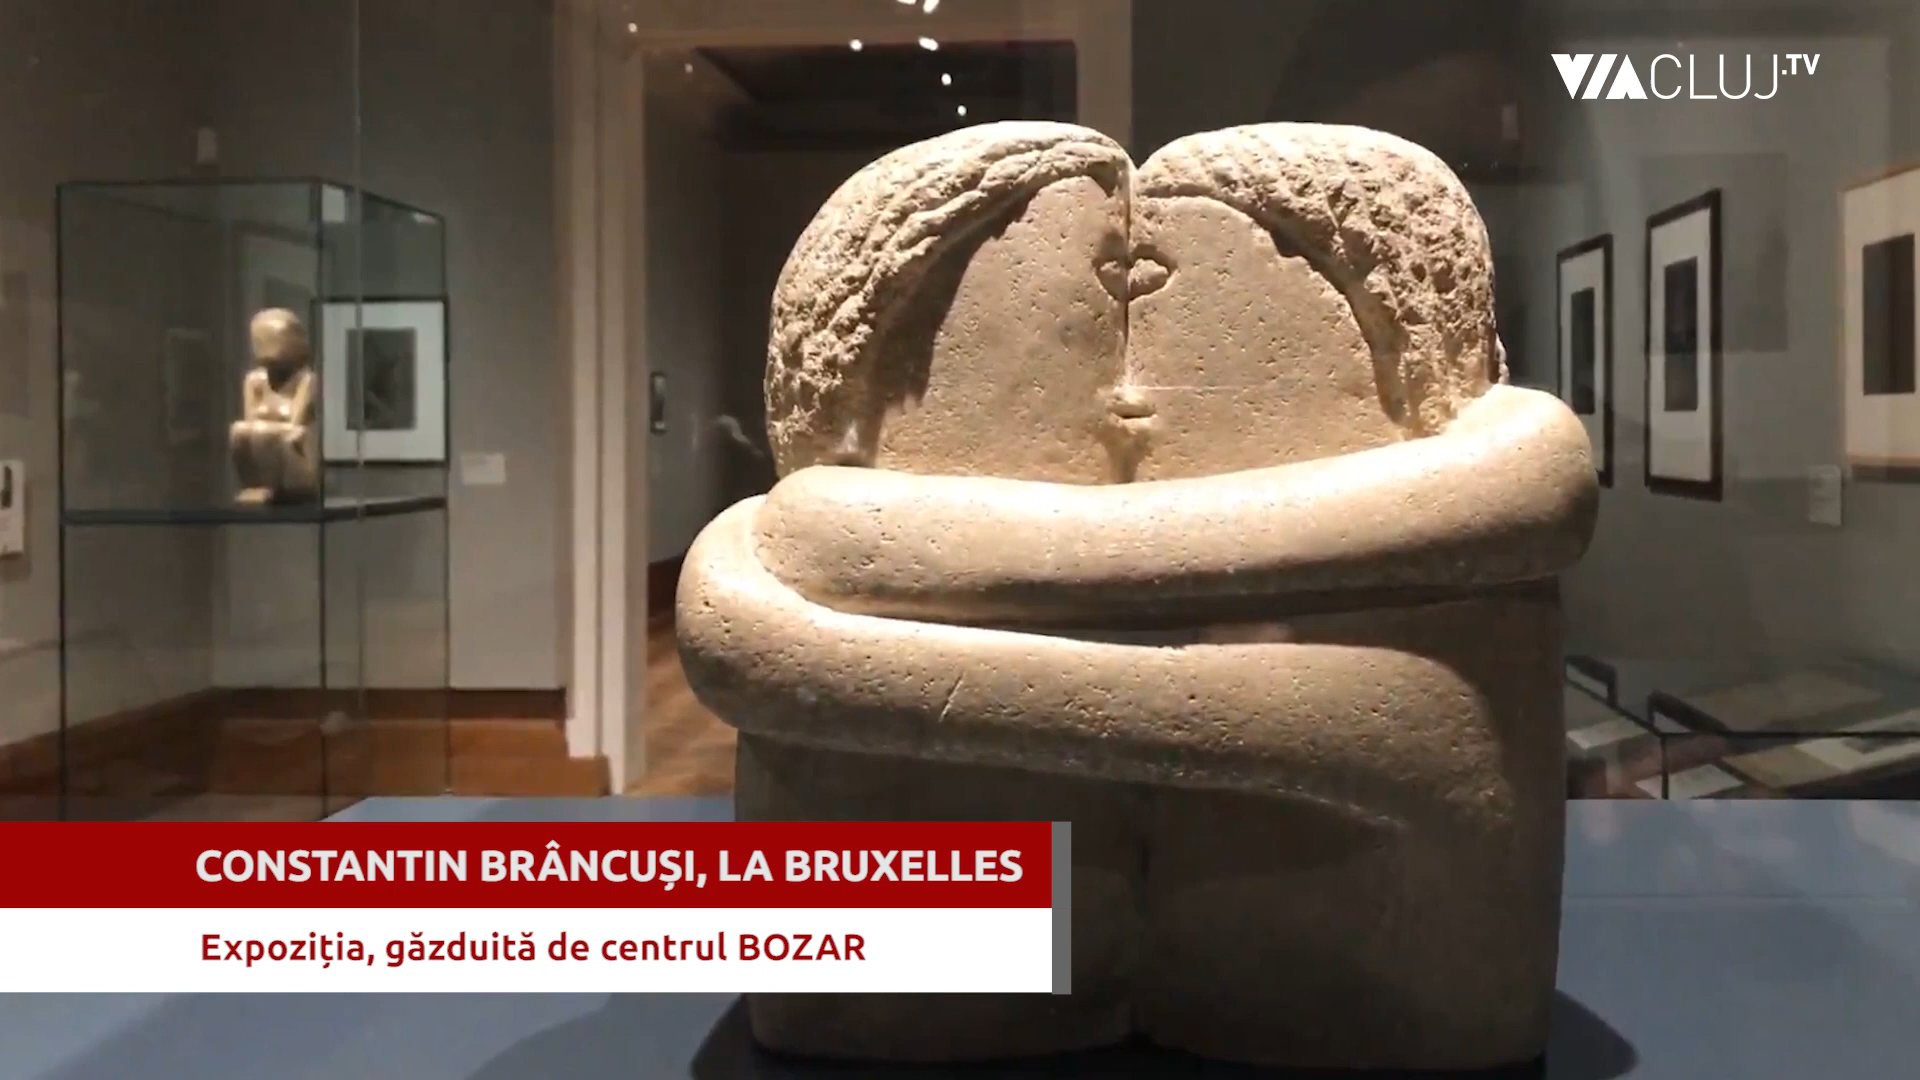 VIACLUJ.TV
CONSTANTIN BRÂNCUȘI, LA BRUXELLES
Expoziția, găzduită de centrul BOZAR